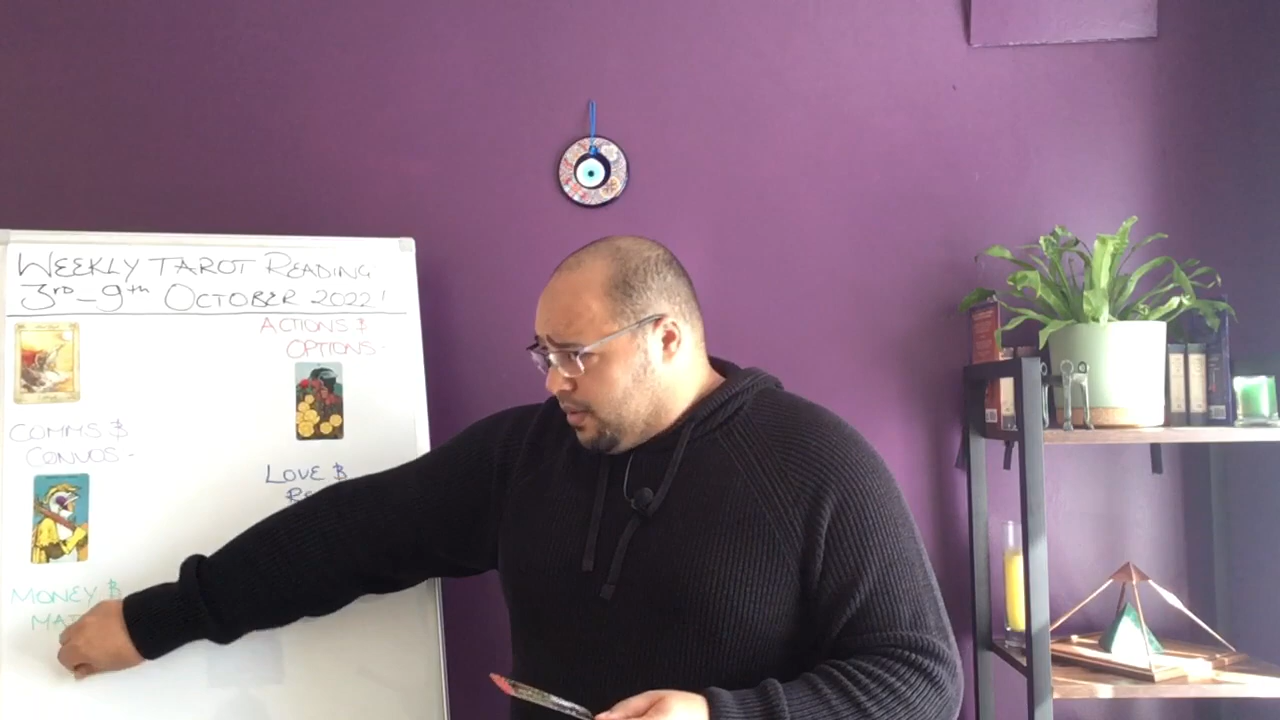 WEEKLY TAROT READING
3rd - 9th OCTOBER 2022!
ACTIONS &
OPTIONS -
COMMS &
CONVOS -
LOVE &
MONEY &